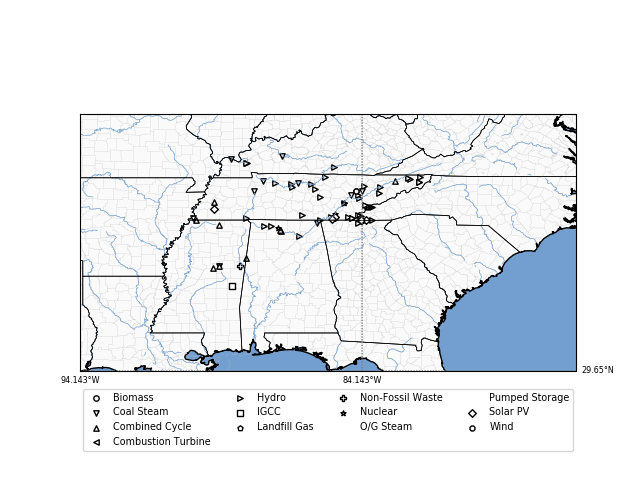 94.143°W 84.143°W 29.65°N
Biomass Hydro Non-Fossil Waste Pumped Storage
Coal Steam IGCC Nuclear Solar PV
Combined Cycle Landfill Gas O/G Steam Wind
Combustion Turbine